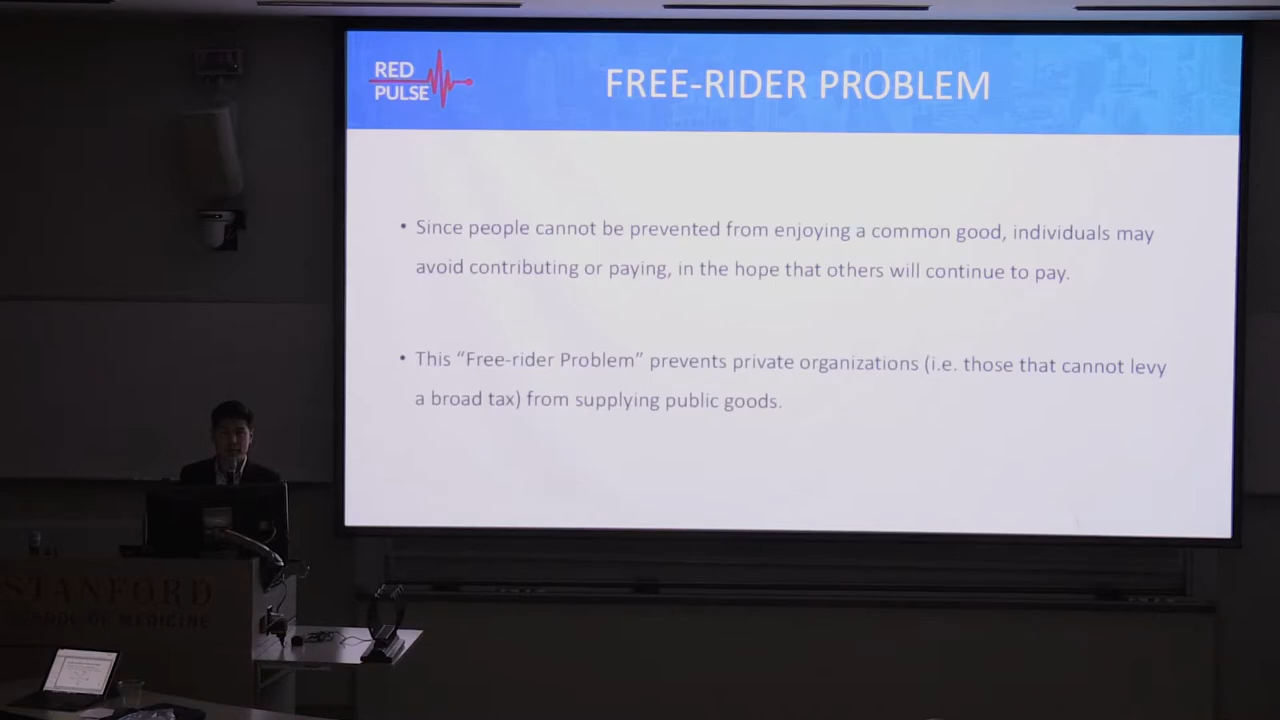 RED
PULSE
FREE-RIDER PROBLEM
• Since people cannot be prevented from enjoying a common good, individuals may
avoid contributing or paying, in the hope that others will continue to pay.
• This “Free-rider Problem” prevents private organizations (i.e. those that cannot levy
a broad tax) from supplying public goods.
STANFORD
SCHOOL OF MEDICINE